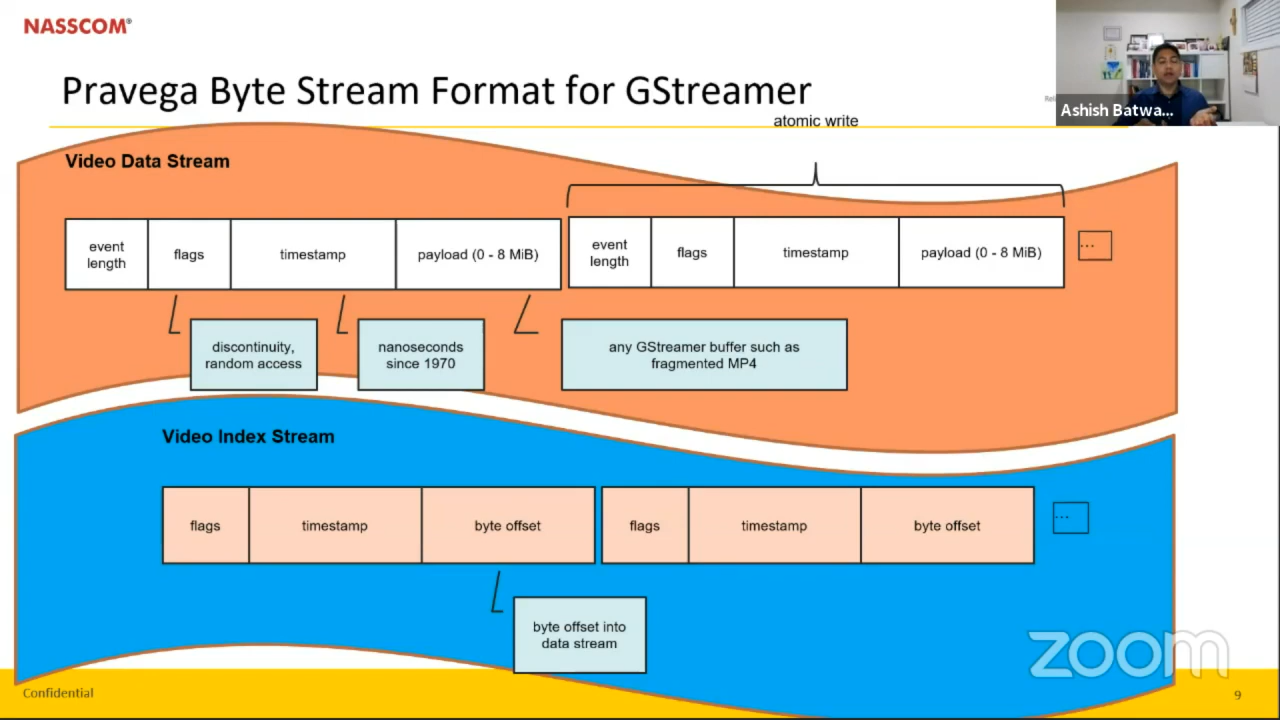 NASSCOM®
Pravega Byte Stream Format for GStreamer
Ashish Batwa...
atomic write
Video Data Stream
event
length
flags
timestamp
payload (0 - 8 MiB)
event
length
flags
timestamp
payload (0 - 8 MiB)
...
discontinuity,
random access
nanoseconds
since 1970
any GStreamer buffer such as
fragmented MP4
Video Index Stream
flags
timestamp
byte offset
flags
timestamp
byte offset
...
byte offset into
data stream
zoom
Confidential
9